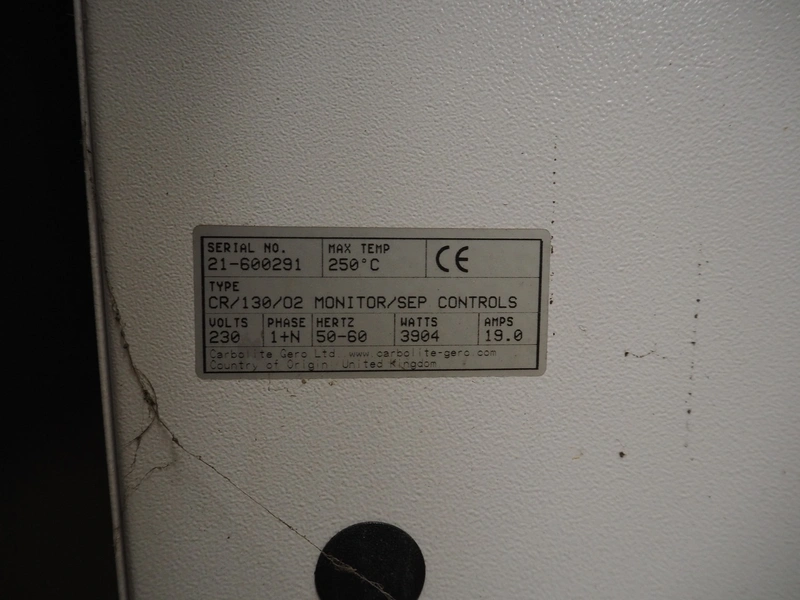 SERIAL NO. MAX TEMP
21-600291 250°C CE
TYPE
CR/130/02 MONITOR/SEP CONTROLS
VOLTS PHASE HERTZ WATTS AMPS
230 1+N 50-60 3904 19.0
Carbolite Gero Ltd. www.carbolite-gero.com
Country of Origin: United Kingdom